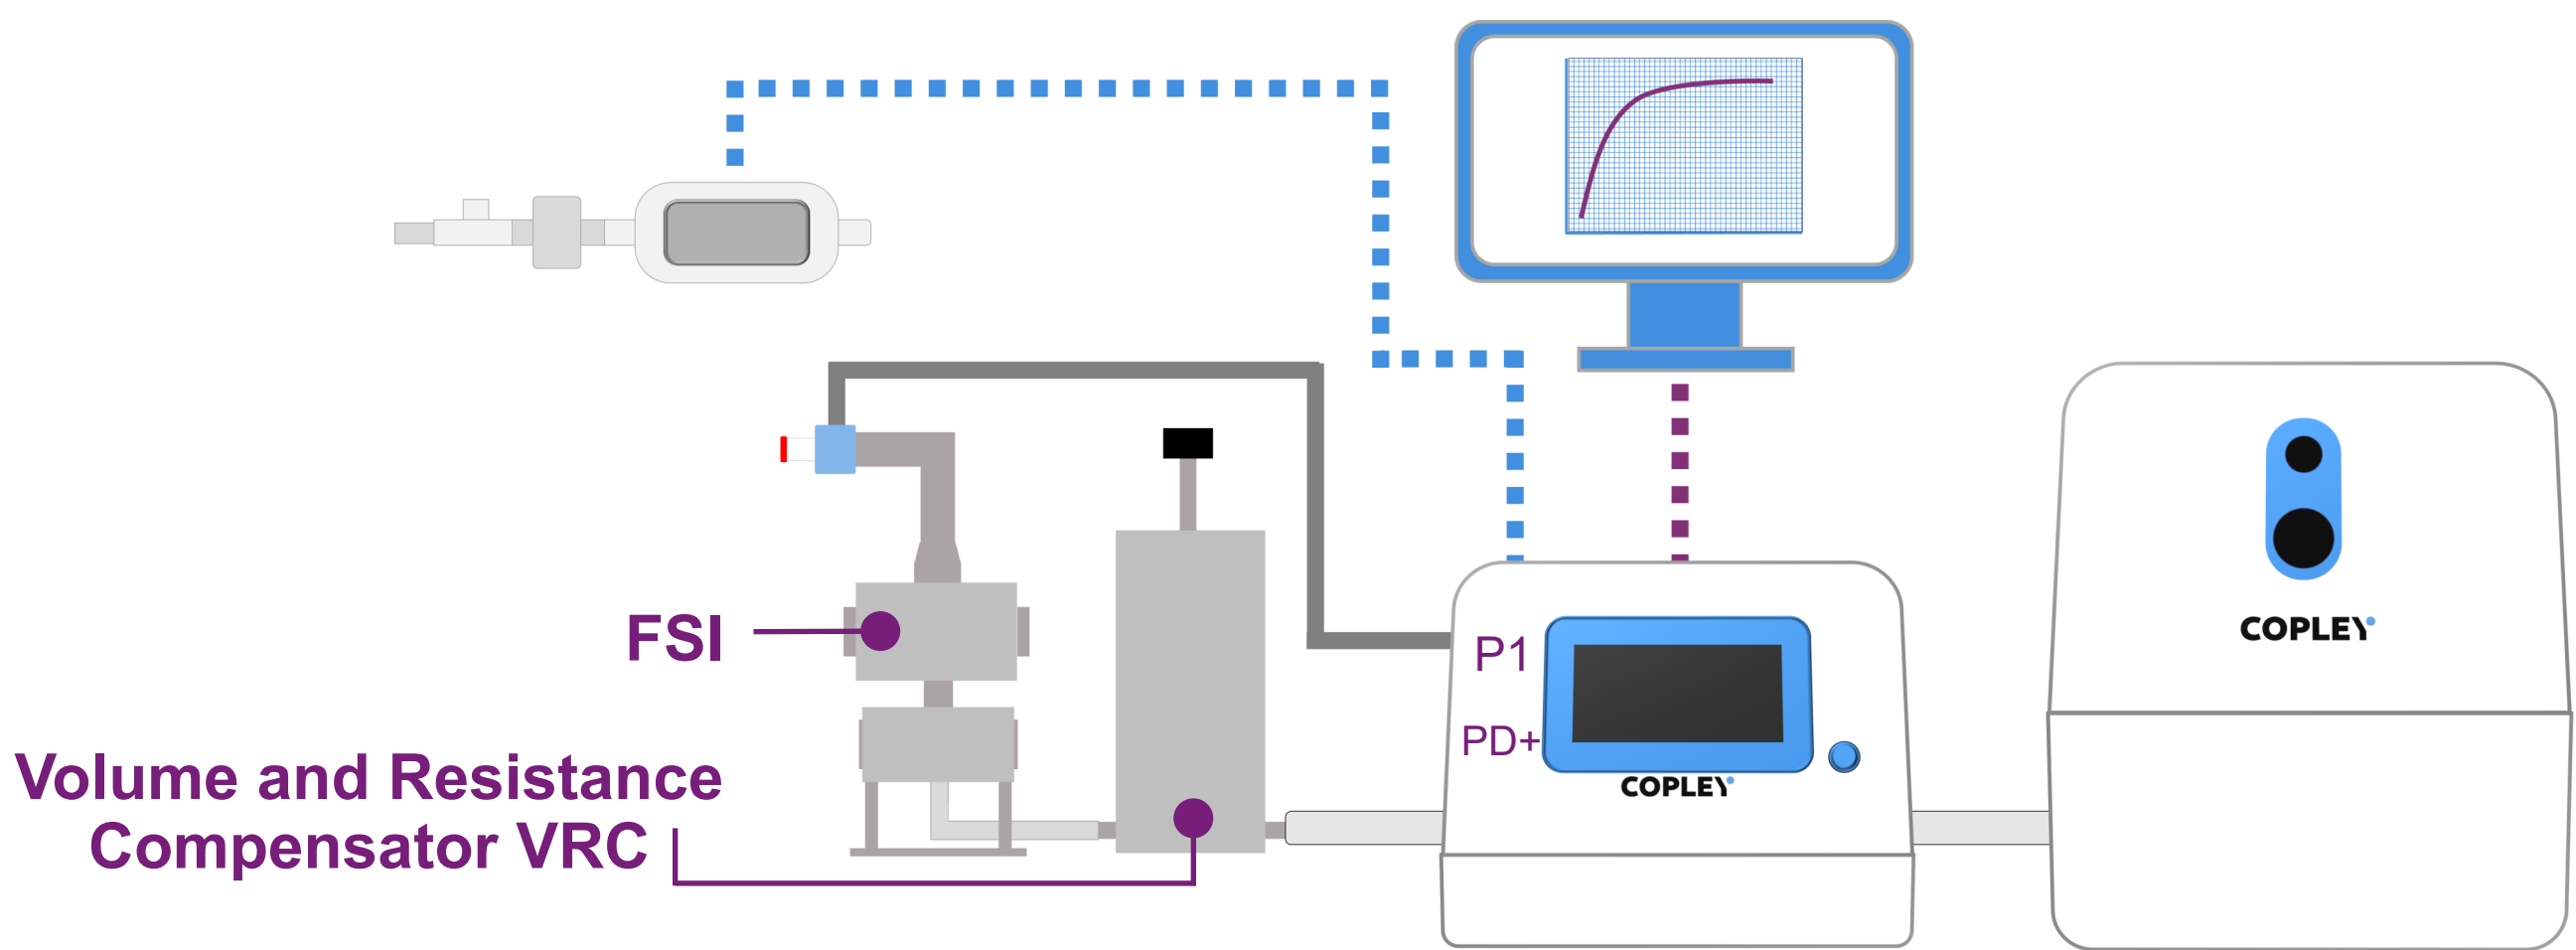 FSI
Volume and Resistance
Compensator VRC
P1
PD+
COPLEY
COPLEY